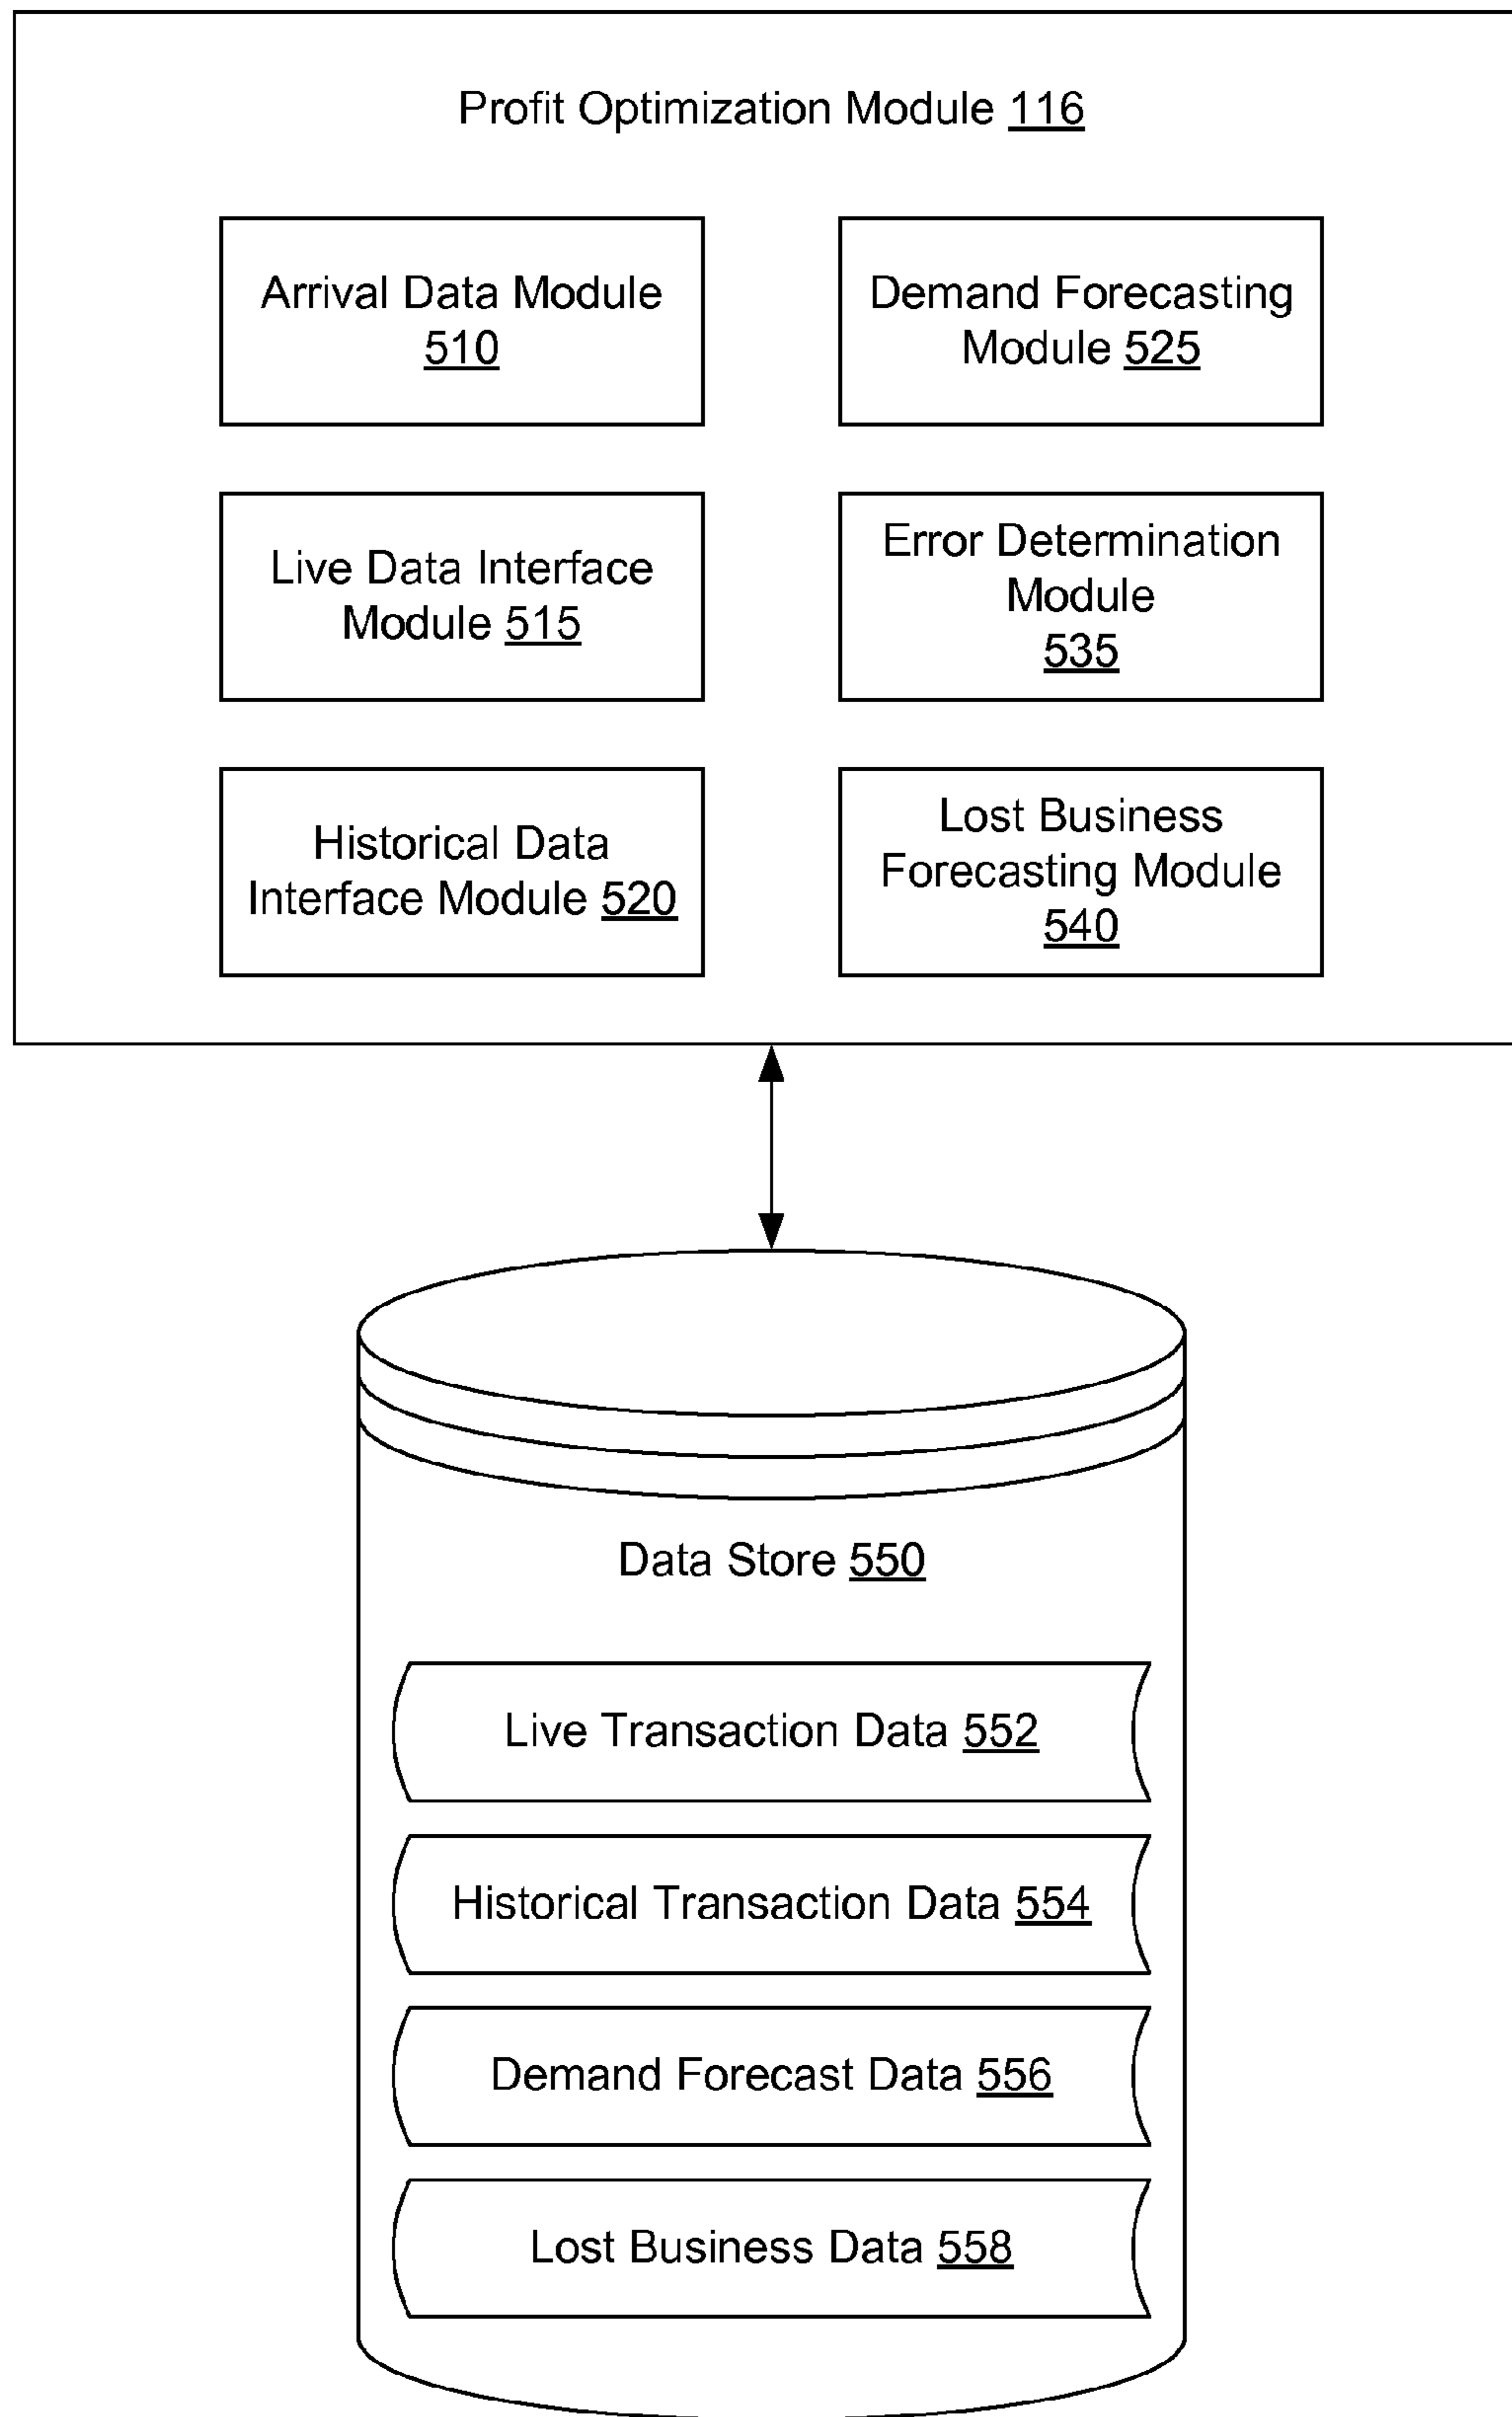 Profit Optimization Module 116
Arrival Data Module
510
Demand Forecasting
Module 525
Live Data Interface
Module 515
Error Determination
Module
535
Historical Data
Interface Module 520
Lost Business
Forecasting Module
540
Data Store 550
Live Transaction Data 552
Historical Transaction Data 554
Demand Forecast Data 556
Lost Business Data 558